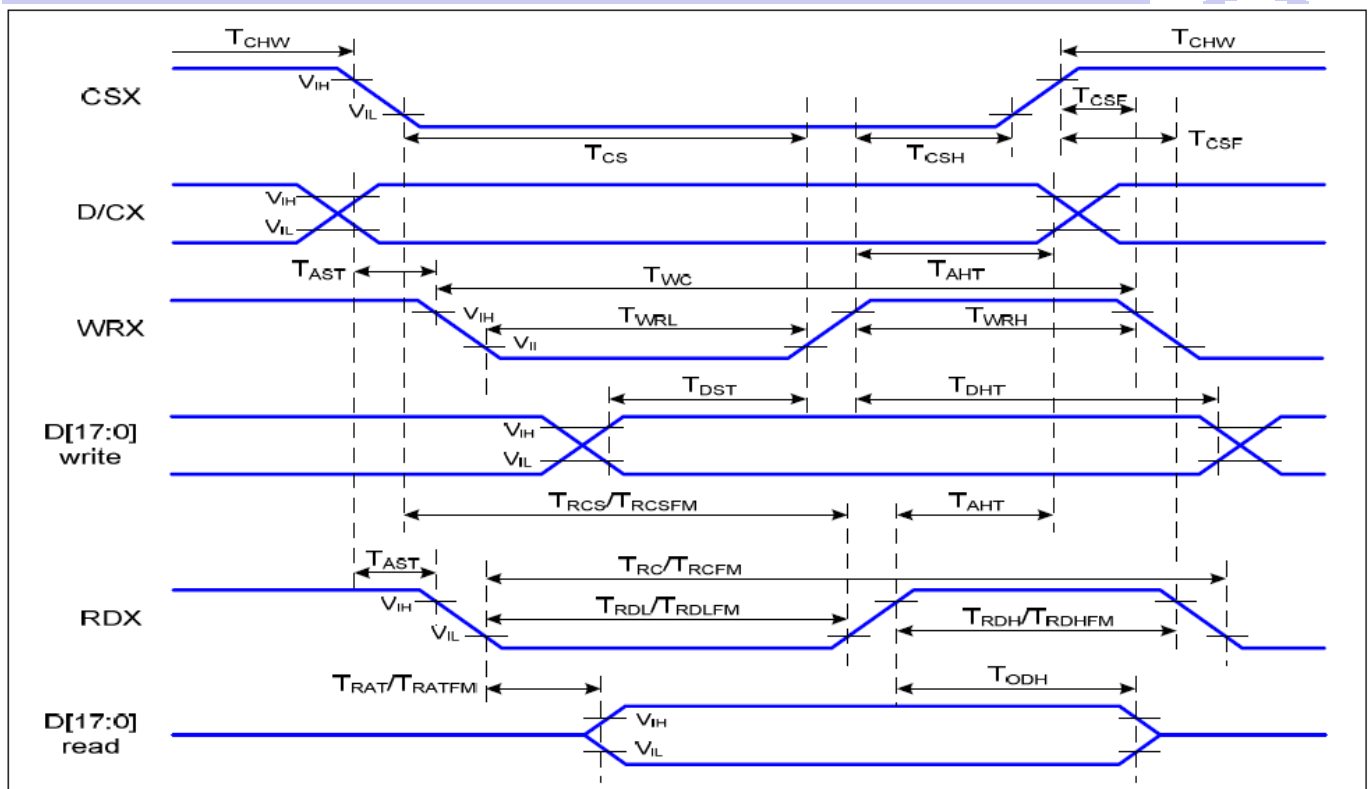 TCHW TCHW
VIH
CSX TCSF
VIL
TCS TCSH TCSF
VIH
D/CX
VIL
TAST TWC TAHT
VIH
WRX TWRL TWRH
VIL
TDST TDHT
D[17:0] VIH
write VIL
TRCS/TRCSFM TAHT
TAST TRC/TRCFM
VIH TRDL/TRDLFM
RDX TRDH/TRDHFM
VIL
TRAT/TRATFM TODH
D[17:0] VIH
read VIL